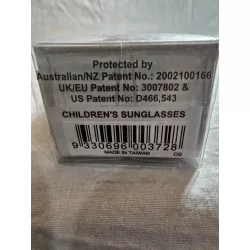 Protected by
Australian/NZ Patent No.: 2002100166
UK/EU Patent No.: 3007802 &
US Patent No.: D466,543
CHILDREN'S SUNGLASSES
9 330696 003728
MADE IN TAIWAN CG